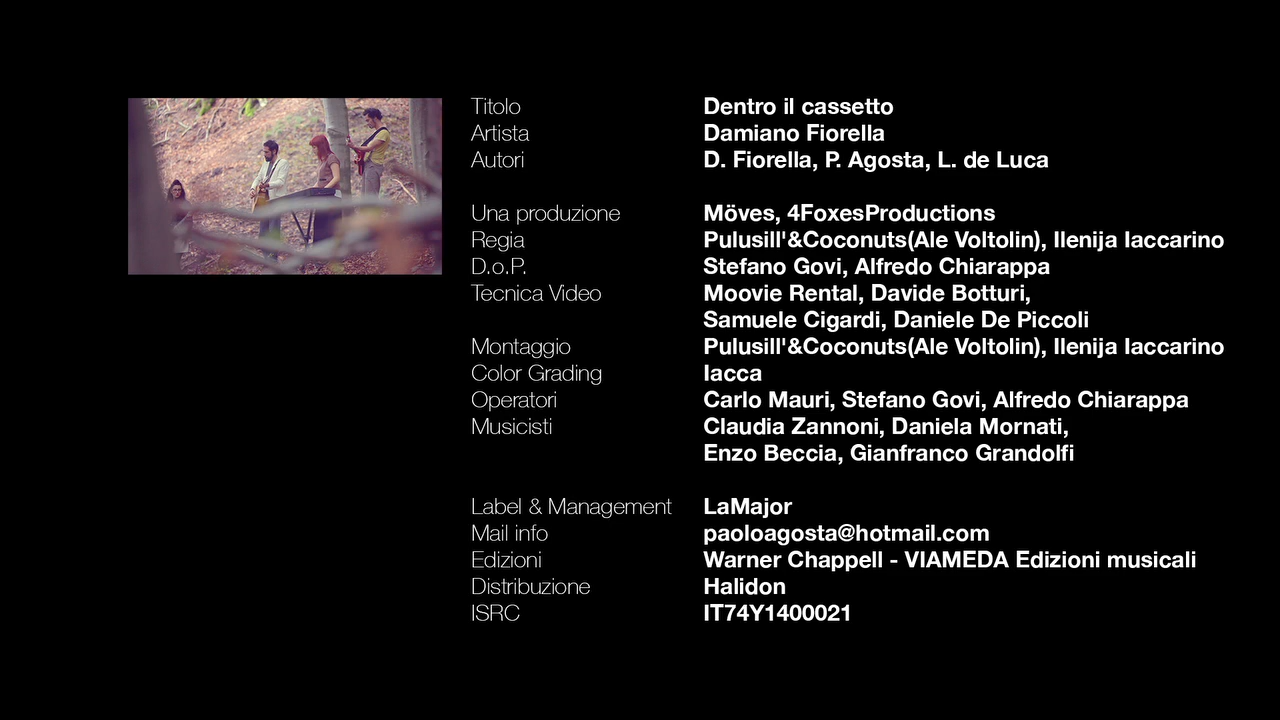 Titolo Dentro il cassetto
Artista Damiano Fiorella
Autori D. Fiorella, P. Agosta, L. de Luca
Una produzione Möves, 4FoxesProductions
Regia Pulusill'&Coconuts(Ale Voltolin), Ilenija Iaccarino
D.o.P. Stefano Govi, Alfredo Chiarappa
Tecnica Video Moovie Rental, Davide Botturi,
Samuele Cigardi, Daniele De Piccoli
Montaggio Pulusill'&Coconuts(Ale Voltolin), Ilenija Iaccarino
Color Grading Iacca
Operatori Carlo Mauri, Stefano Govi, Alfredo Chiarappa
Musicisti Claudia Zannoni, Daniela Mornati,
Enzo Beccia, Gianfranco Grandolfi
Label & Management LaMajor
Mail info paoloagosta@hotmail.com
Edizioni Warner Chappell - VIAMEDA Edizioni musicali
Distribuzione Halidon
ISRC IT74Y1400021